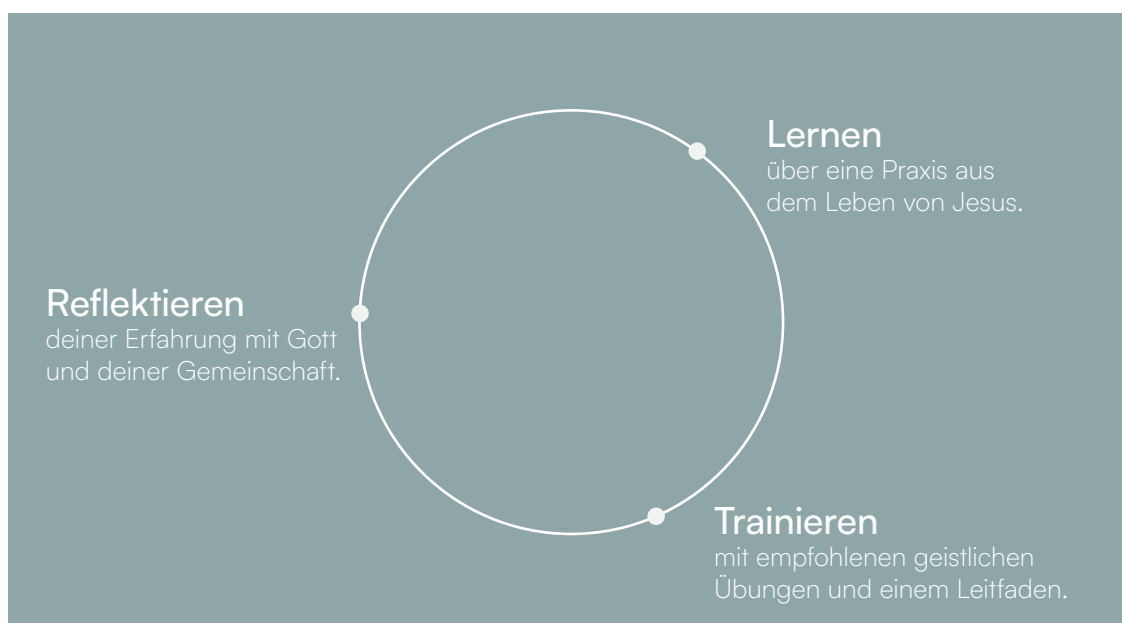 Lernen
über eine Praxis aus
dem Leben von Jesus.
Reflektieren
deiner Erfahrung mit Gott
und deiner Gemeinschaft.
Trainieren
mit empfohlenen geistlichen
Übungen und einem Leitfaden.